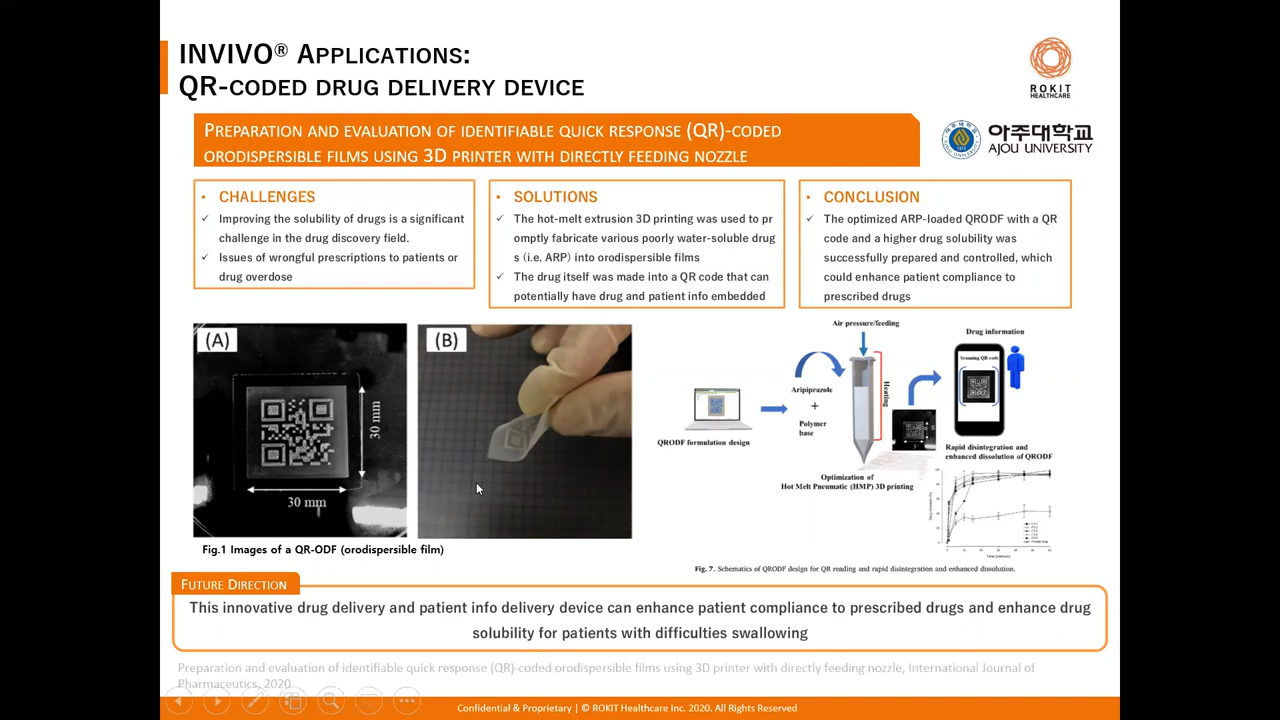 INVIVO® APPLICATIONS:
QR-CODED DRUG DELIVERY DEVICE
ROKIT
HEALTHCARE
PREPARATION AND EVALUATION OF IDENTIFIABLE QUICK RESPONSE (QR)-CODED
ORODISPERSIBLE FILMS USING 3D PRINTER WITH DIRECTLY FEEDING NOZZLE
아주대학교
AJOU UNIVERSITY
• CHALLENGES
✓ Improving the solubility of drugs is a significant
challenge in the drug discovery field.
✓ Issues of wrongful prescriptions to patients or
drug overdose
• SOLUTIONS
✓ The hot-melt extrusion 3D printing was used to pr
omptly fabricate various poorly water-soluble drug
s (i.e. ARP) into orodispersible films
✓ The drug itself was made into a QR code that can
potentially have drug and patient info embedded
• CONCLUSION
✓ The optimized ARP-loaded QRODF with a QR
code and a higher drug solubility was
successfully prepared and controlled, which
could enhance patient compliance to
prescribed drugs
(A)
30 mm
30 mm
(B)
Fig.1 Images of a QR-ODF (orodispersible film)
Air pressure/feeding
Drug information
Scanning QR code
Heating
Aripiprazole
+
Polymer
base
QRODF formulation design
Rapid disintegration and
enhanced dissolution of QRODF
Optimization of
Hot Melt Pneumatic (HMP) 3D printing
Fig. 7. Schematics of QRODF design for QR reading and rapid disintegration and enhanced dissolution.
FUTURE DIRECTION
This innovative drug delivery and patient info delivery device can enhance patient compliance to prescribed drugs and enhance drug
solubility for patients with difficulties swallowing
Preparation and evaluation of identifiable quick response (QR)-coded orodispersible films using 3D printer with directly feeding nozzle, International Journal of
Pharmaceutics, 2020
Confidential & Proprietary | © ROKIT Healthcare Inc. 2020. All Rights Reserved